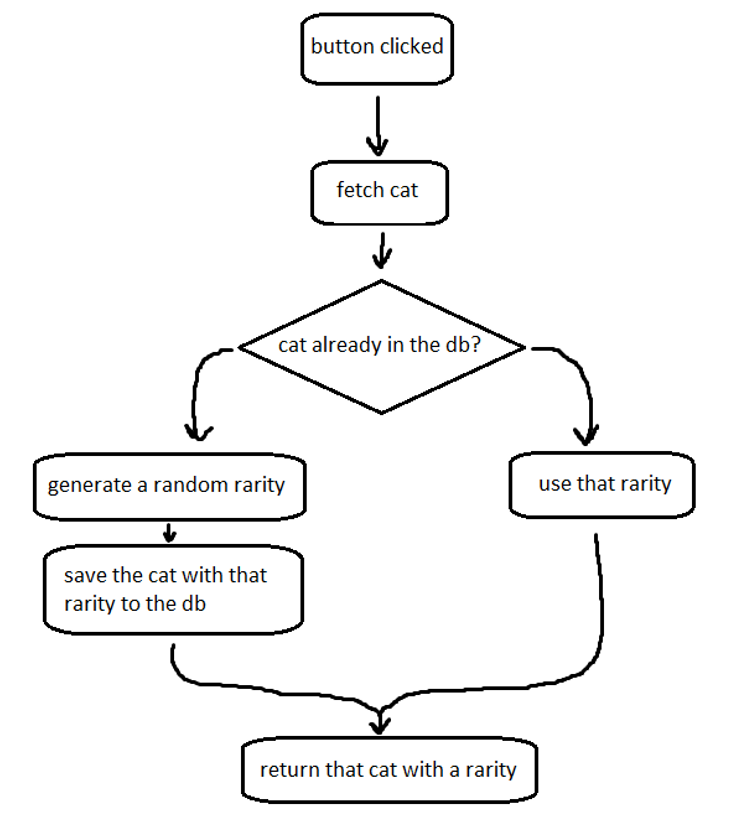 button clicked
fetch cat
cat already in the db?
generate a random rarity
use that rarity
save the cat with that
rarity to the db
return that cat with a rarity